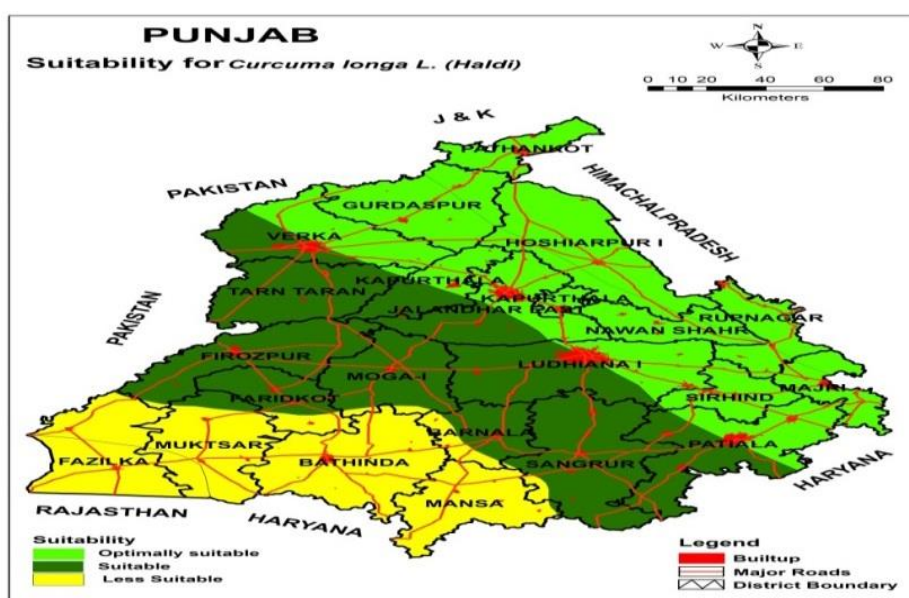 PUNJAB
Suitability for Curcuma longa L. (Haldi)
N
W E
S
0 10 20 40 60 80
Kilometers
J & K
PATHANKOT
PAKISTAN
HIMACHALPRADESH
GURDASPUR
VERKA
HOSHIARPUR I
KAPURTHALA
KAPURTHALA
TARN TARAN
JALANDHAR EAST
RUPNAGAR
NAWAN SHAHR
PAKISTAN
FIROZPUR
LUDHIANA I
MOGA-I
MAJRI
FARIDKOT
SIRHIND
BARNALA
PATIALA
MUKTSAR
FAZILKA
BATHINDA
SANGRUR
HARYANA
MANSA
RAJASTHAN
HARYANA
Suitability
Optimally suitable
Suitable
Less Suitable
Legend
Builtup
Major Roads
District Boundary